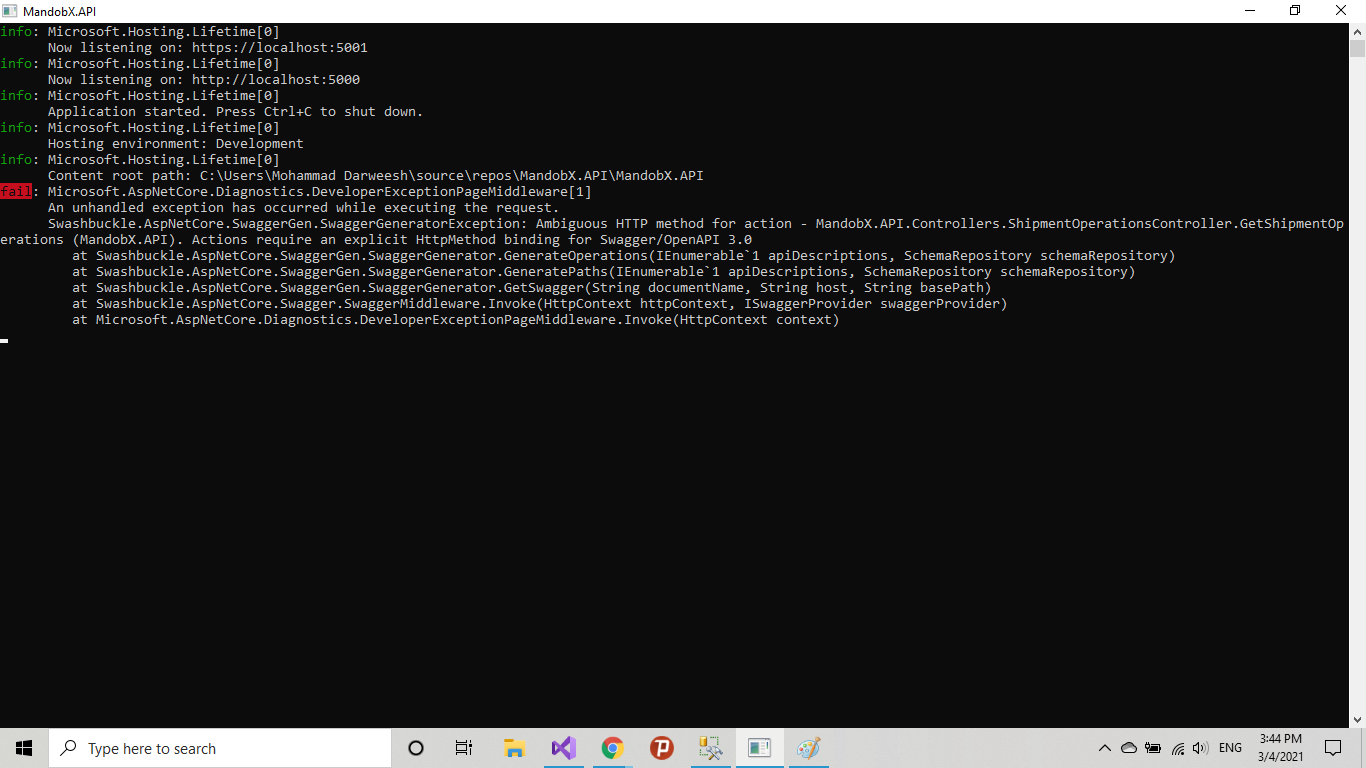 MandobX.API
info: Microsoft.Hosting.Lifetime[0]
Now listening on: https://localhost:5001
info: Microsoft.Hosting.Lifetime[0]
Now listening on: http://localhost:5000
info: Microsoft.Hosting.Lifetime[0]
Application started. Press Ctrl+C to shut down.
info: Microsoft.Hosting.Lifetime[0]
Hosting environment: Development
info: Microsoft.Hosting.Lifetime[0]
Content root path: C:\Users\Mohammad Darweesh\source\repos\MandobX.API\MandobX.API
fail: Microsoft.AspNetCore.Diagnostics.DeveloperExceptionPageMiddleware[1]
An unhandled exception has occurred while executing the request.
Swashbuckle.AspNetCore.SwaggerGen.SwaggerGeneratorException: Ambiguous HTTP method for action - MandobX.API.Controllers.ShipmentOperationsController.GetShipmentOp
erations (MandobX.API). Actions require an explicit HttpMethod binding for Swagger/OpenAPI 3.0
at Swashbuckle.AspNetCore.SwaggerGen.SwaggerGenerator.GenerateOperations(IEnumerable`1 apiDescriptions, SchemaRepository schemaRepository)
at Swashbuckle.AspNetCore.SwaggerGen.SwaggerGenerator.GeneratePaths(IEnumerable`1 apiDescriptions, SchemaRepository schemaRepository)
at Swashbuckle.AspNetCore.SwaggerGen.SwaggerGenerator.GetSwagger(String documentName, String host, String basePath)
at Swashbuckle.AspNetCore.Swagger.SwaggerMiddleware.Invoke(HttpContext httpContext, ISwaggerProvider swaggerProvider)
at Microsoft.AspNetCore.Diagnostics.DeveloperExceptionPageMiddleware.Invoke(HttpContext context)
Type here to search
ENG
3:44 PM
3/4/2021